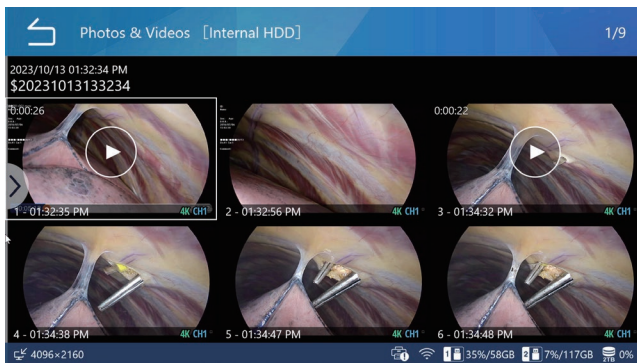 Photos & Videos [Internal HDD] 1/9
2023/10/13 01:32:34 PM
$20231013133234
0:00:26
0:00:22
1 - 01:32:35 PM 4K CH1
2 - 01:32:56 PM 4K CH1
3 - 01:34:32 PM 4K CH1
4 - 01:34:38 PM 4K CH1
5 - 01:34:47 PM 4K CH1
6 - 01:34:48 PM 4K CH1
4096×2160 1 35%/58GB 2 7%/117GB 2TB 0%